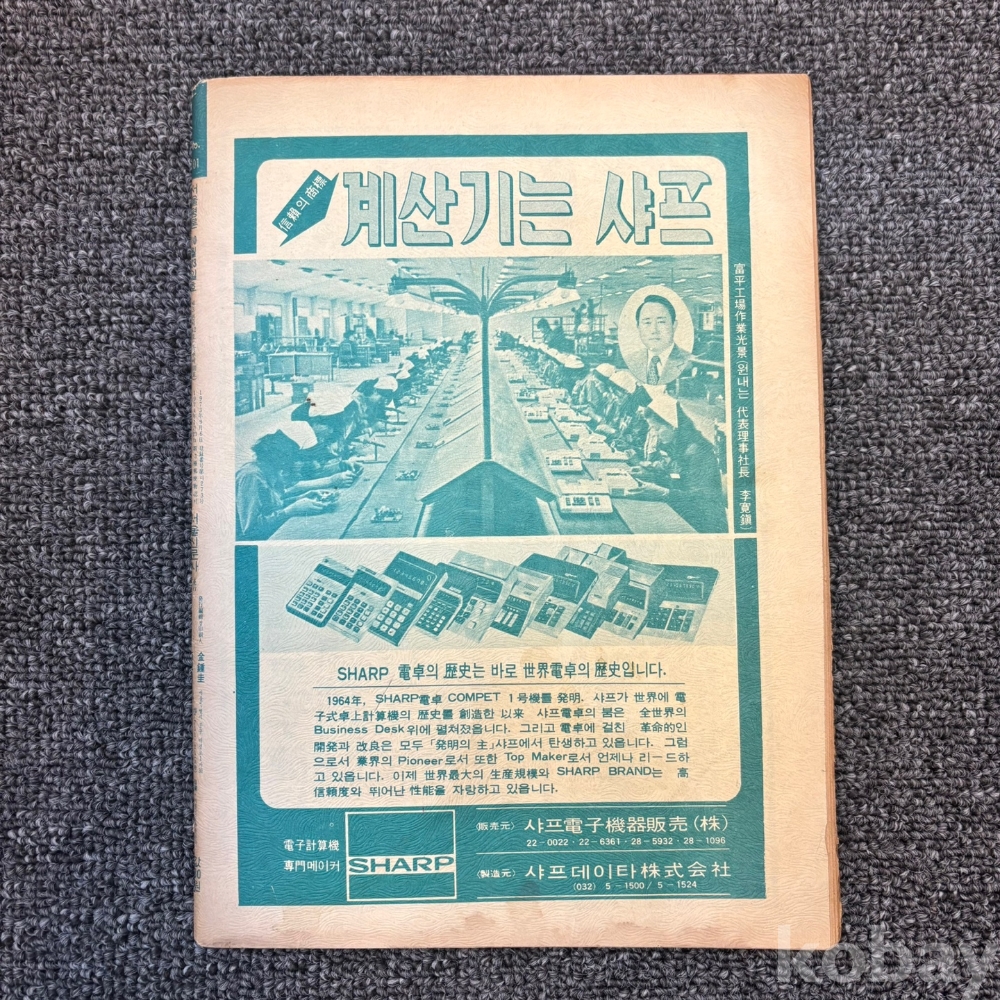 信賴의 商標
계산기는 샤프
富平工場作業光景(원내는 代表理事社長 李寬鎭)
SHARP 電卓의 歷史는 바로 世界電卓의 歷史입니다.
1964年, SHARP電卓 COMPET 1号機를 発明. 샤프가 世界에 電
子式卓上計算機의 歷史를 創造한 以来 샤프電卓의 붐은 全世界의
Business Desk위에 펼쳐졌읍니다. 그리고 電卓에 걸친 革命的인
開発과 改良은 모두 「発明의 主」샤프에서 탄생하고 있읍니다. 그럼
으로서 業界의 Pioneer로서 또한 Top Maker로서 언제나 리ー드하
고 있읍니다. 이제 世界最大의 生産規模와 SHARP BRAND는 高
信賴度와 뛰어난 性能을 자랑하고 있읍니다.
電子計算機
専門메이커
SHARP
〈販売元〉 샤프電子機器販売(株)
22-0022·22-6361·28-5932·28-1096
〈製造元〉 샤프데이타株式会社
(032) 5-1500/5-1524
金鍾圭
kobay